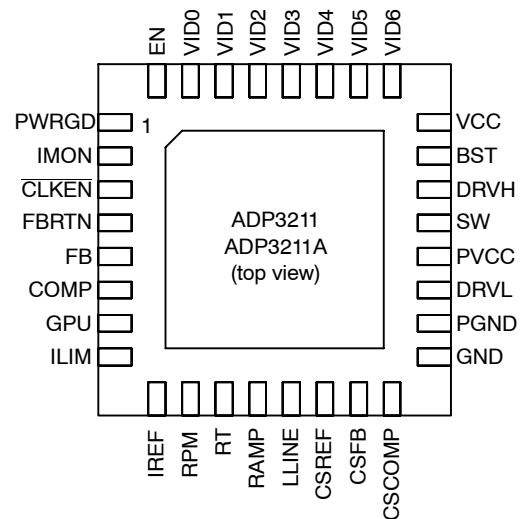 EN
VID0
VID1
VID2
VID3
VID4
VID5
VID6
PWRGD
IMON
CLKEN
FBRTN
FB
COMP
GPU
ILIM
1
ADP3211
ADP3211A
(top view)
VCC
BST
DRVH
SW
PVCC
DRVL
PGND
GND
IREF
RPM
RT
RAMP
LLINE
CSREF
CSFB
CSCOMP